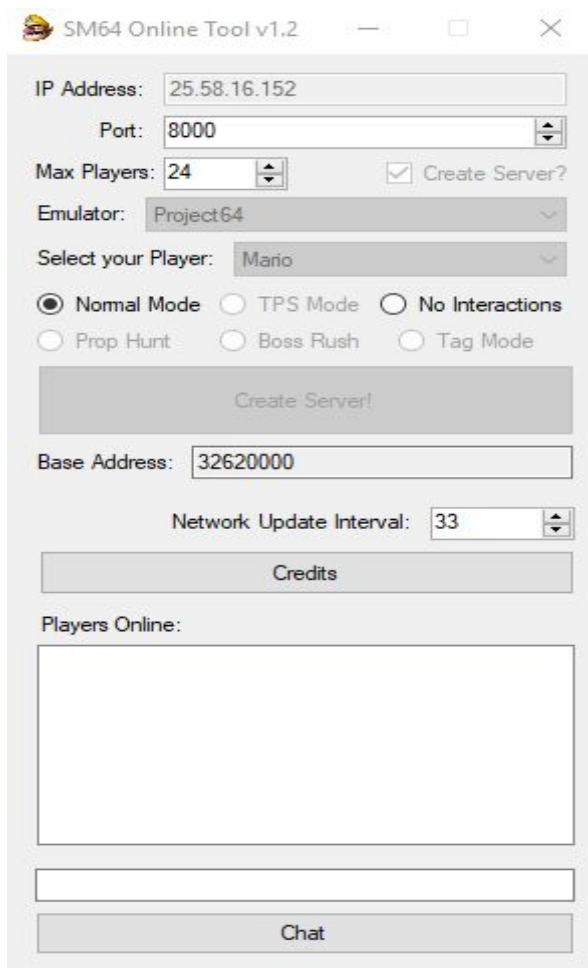 SM64 Online Tool v1.2
IP Address: 25.58.16.152
Port: 8000
Max Players: 24 Create Server?
Emulator: Project64
Select your Player: Mario
Normal Mode TPS Mode No Interactions
Prop Hunt Boss Rush Tag Mode
Create Server!
Base Address: 32620000
Network Update Interval: 33
Credits
Players Online:
Chat